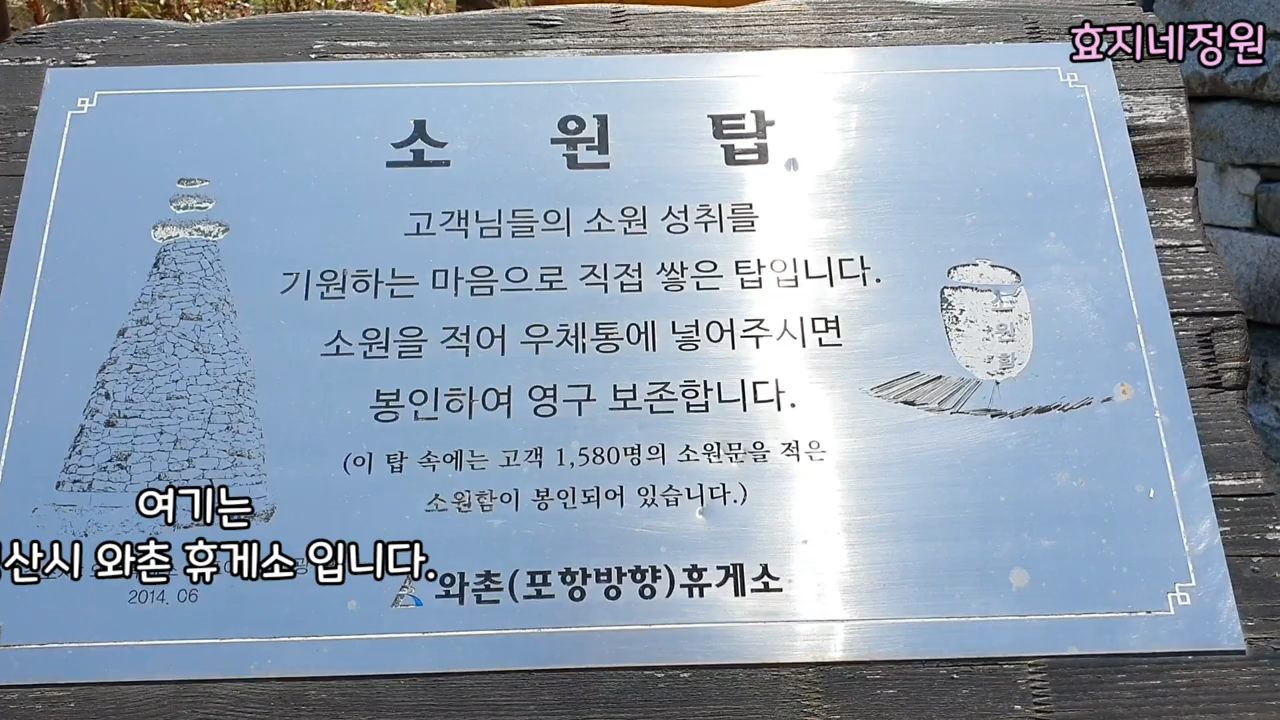 효지네정원
소 원 탑
고객님들의 소원 성취를
기원하는 마음으로 직접 쌓은 탑입니다.
소원을 적어 우체통에 넣어주시면
봉인하여 영구 보존합니다.
(이 탑 속에는 고객 1,580명의 소원문을 적은
소원함이 봉인되어 있습니다.)
원
함
여기는
와촌 휴게소 입니다.
2014. 06
와촌(포항방향)휴게소